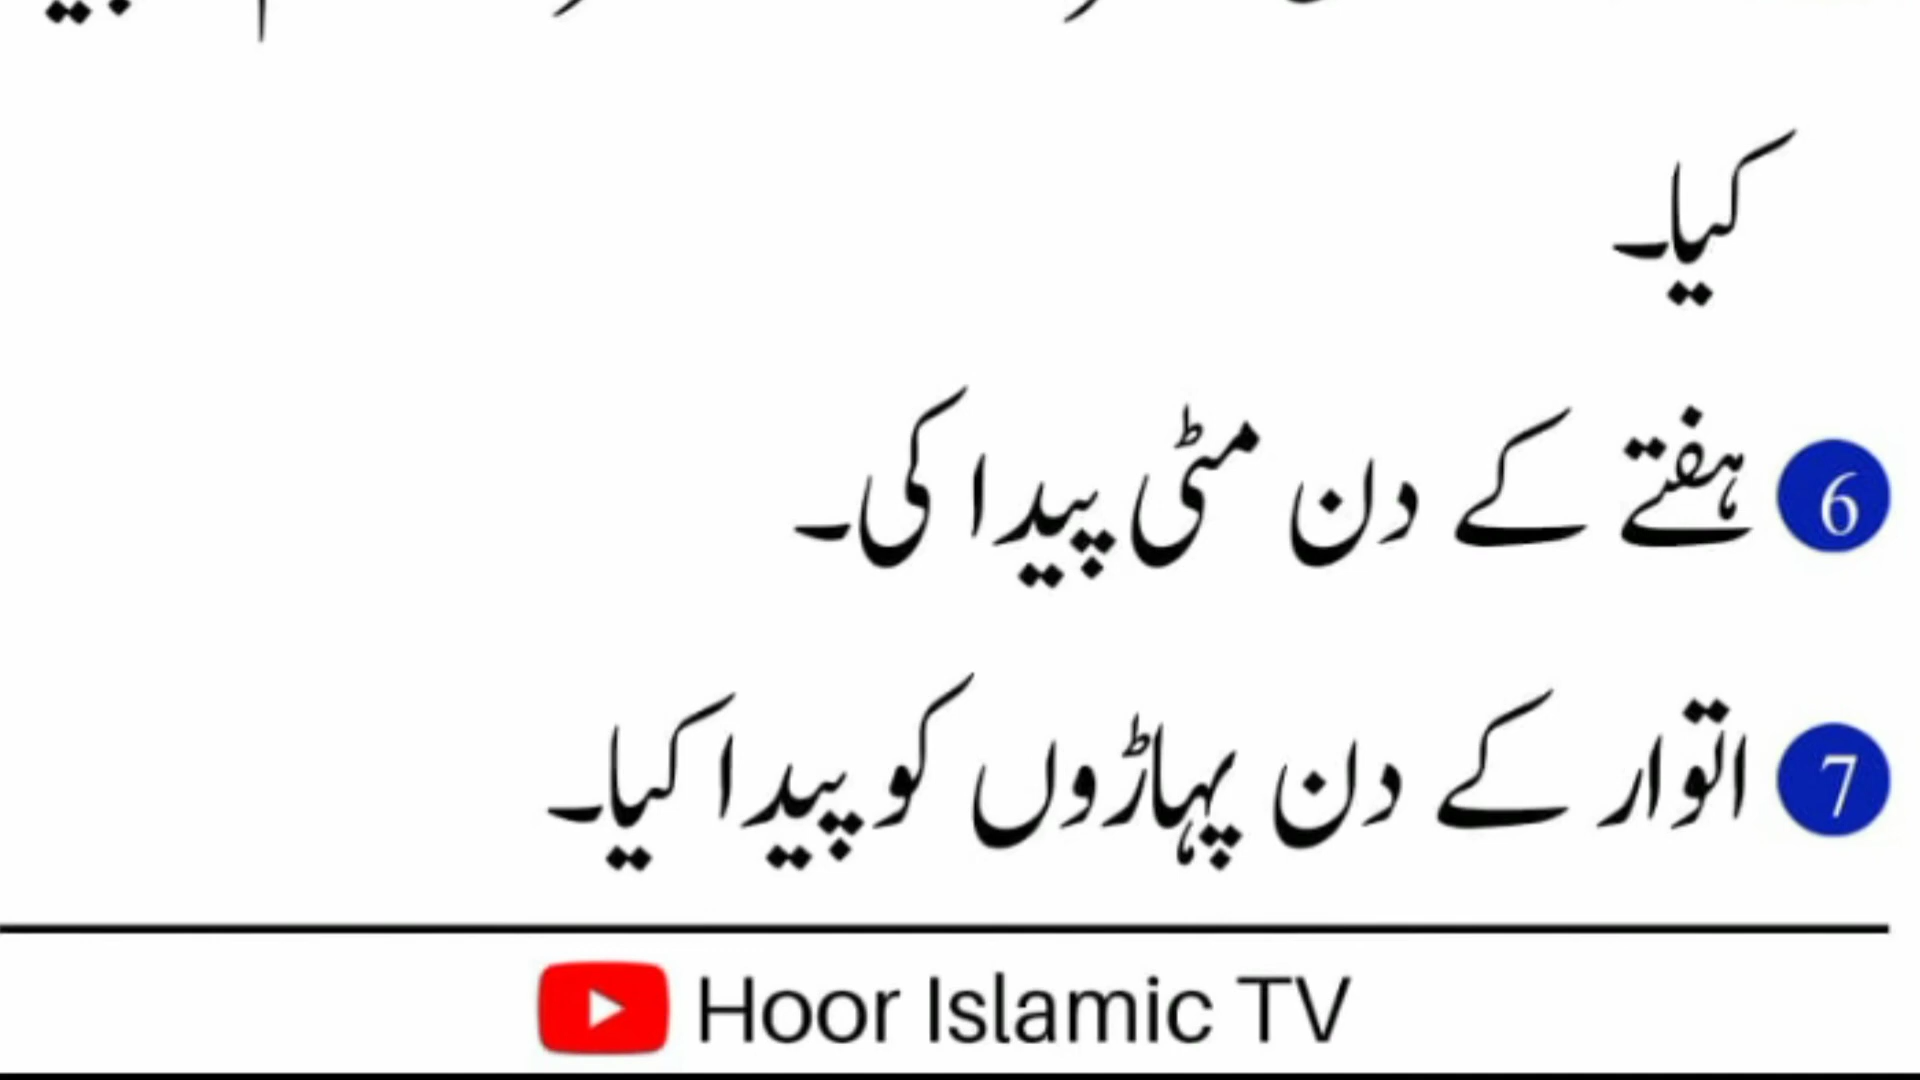 کیا۔
6 ہفتے کے دن مٹی پیدا کی۔
7 اتوار کے دن پہاڑوں کو پیدا کیا۔
Hoor Islamic TV